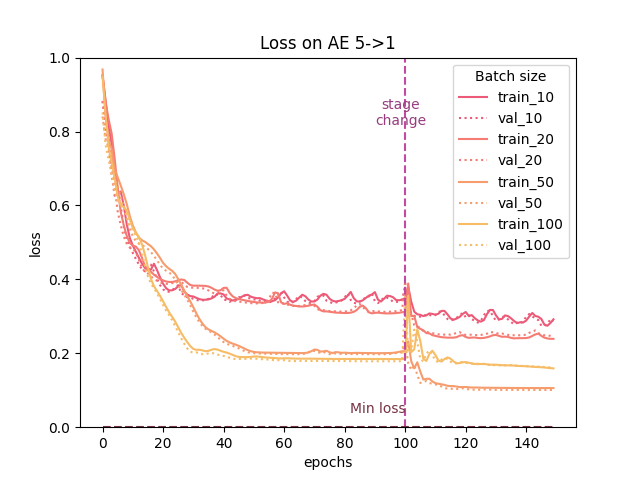 Loss on AE 5->1
1.0
0.8
0.6
0.4
0.2
0.0
loss
stage
change
Batch size
train_10
val_10
train_20
val_20
train_50
val_50
train_100
val_100
Min loss
0
20
40
60
80
100
120
140
epochs